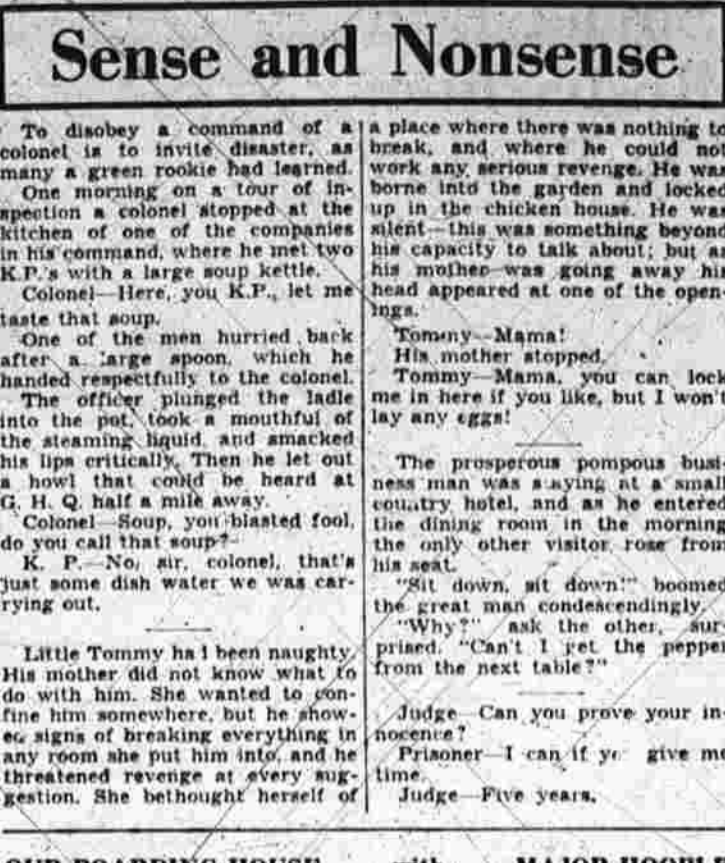 Sense and Nonsense
To disobey a command of a
colonel is to invite disaster, as
many a green rookie had learned.
One morning on a tour of in-
spection a colonel stopped at the
kitchen of one of the companies
in his command, where he met two
K.P.'s with a large soup kettle.
Colonel—Here, you K.P., let me
taste that soup.
One of the men hurried back
after a large spoon, which he
handed respectfully to the colonel.
The officer plunged the ladle
into the pot, took a mouthful of
the steaming liquid, and smacked
his lips critically. Then he let out
a howl that could be heard at
G. H. Q. half a mile away.
Colonel—Soup, you blasted fool,
do you call that soup?
K. P.—No, sir, colonel, that's
just some dish water we was car-
rying out.
Little Tommy had been naughty.
His mother did not know what to
do with him. She wanted to con-
fine him somewhere, but he show-
ed signs of breaking everything in
any room she put him into, and he
threatened revenge at every sug-
gestion. She bethought herself of
a place where there was nothing to
break, and where he could not
work any serious revenge. He was
borne into the garden and locke
up in the chicken house. He was
silent—this was something beyond
his capacity to talk about; but as
his mother was going away his
head appeared at one of the open-
ings.
Tommy—Mama!
His mother stopped.
Tommy—Mama, you can lock
me in here if you like, but I won't
lay any eggs!
The prosperous pompous busi-
ness man was staying at a small
country hotel, and as he entered
the dining room in the morning
the only other visitor rose from
his seat.
"Sit down, sit down!" boomed
the great man condescendingly.
"Why?" ask the other, sur-
prised. "Can't I get the pepper
from the next table?"
Judge—Can you prove your in-
nocence?
Prisoner—I can if yo give me
time.
Judge—Five years.
OUR BOARDING HOUSE with MAJOR HOOPLE